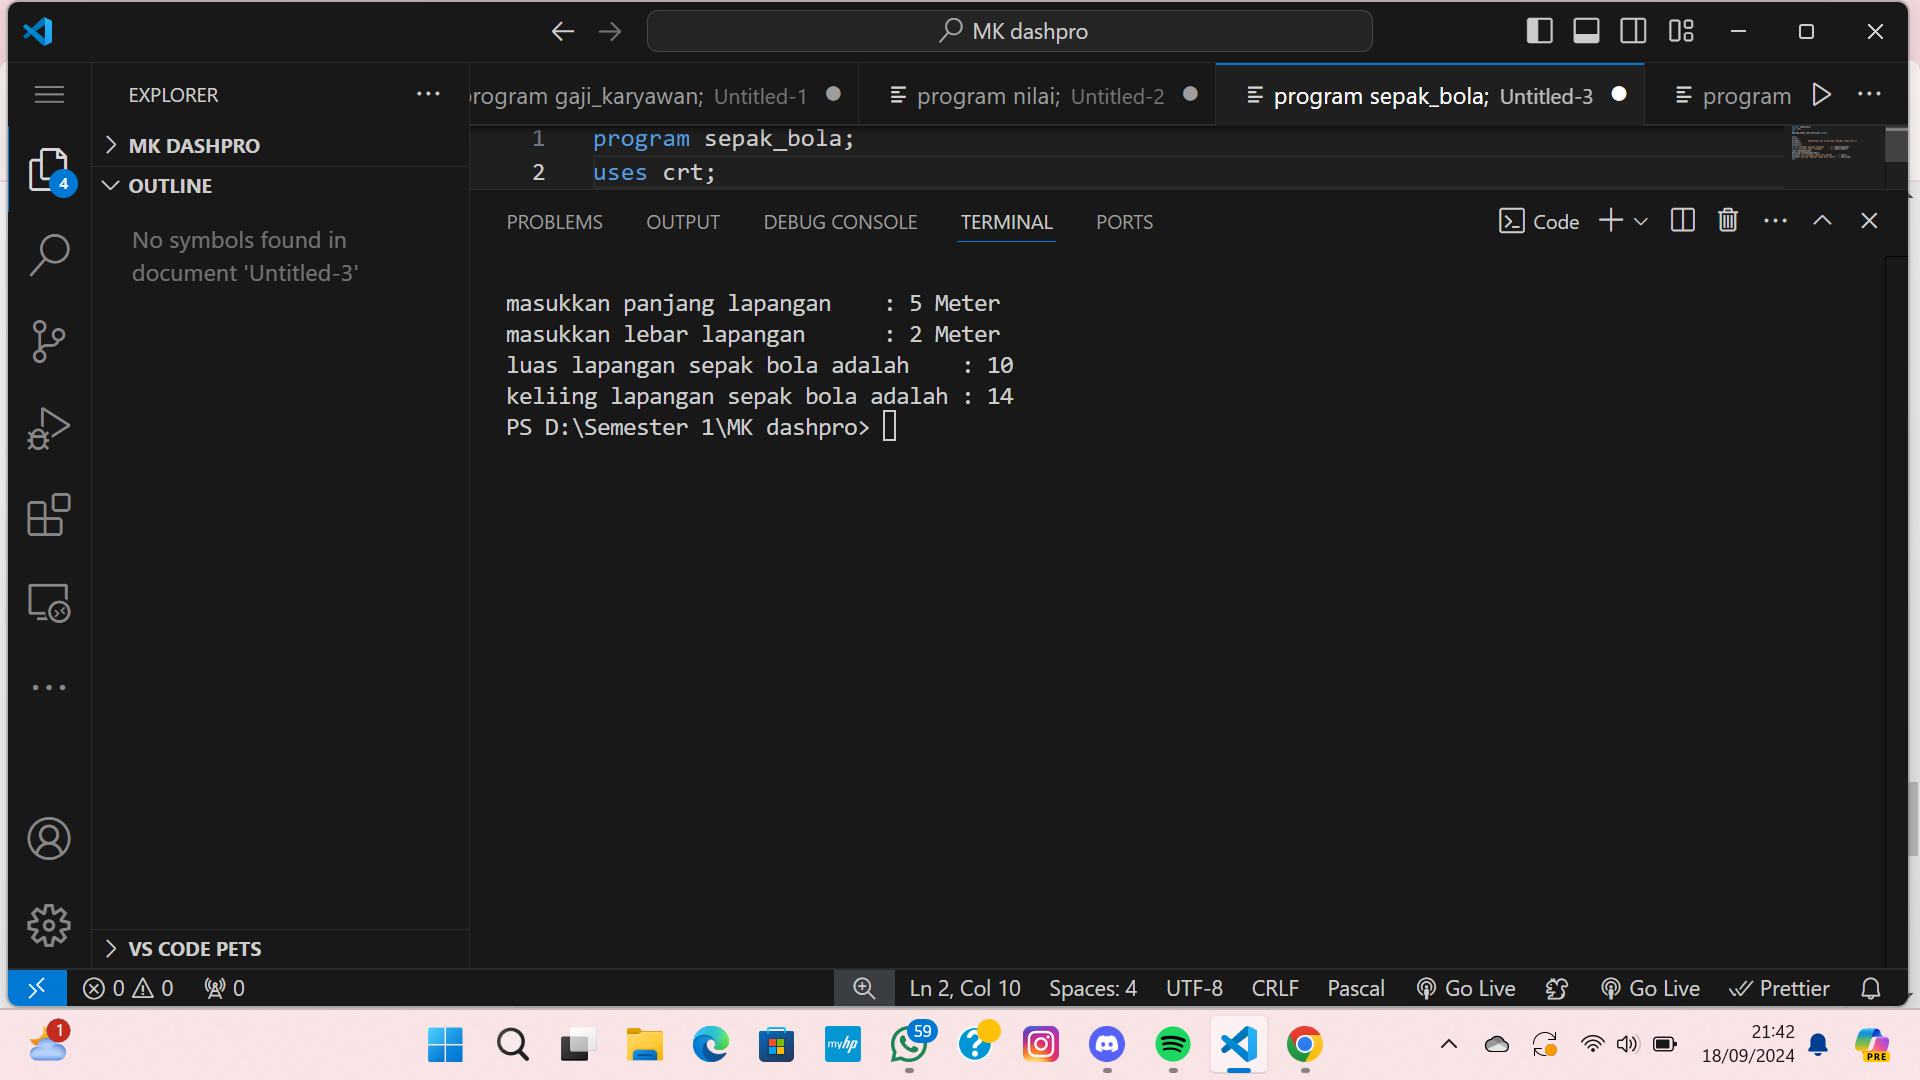 MK dashpro
EXPLORER
MK DASHPRO
OUTLINE
No symbols found in
document 'Untitled-3'
VS CODE PETS
4
program gaji_karyawan; Untitled-1
program nilai; Untitled-2
program sepak_bola; Untitled-3
program
1 program sepak_bola;
2 uses crt;
PROBLEMS OUTPUT DEBUG CONSOLE TERMINAL PORTS
Code
masukkan panjang lapangan : 5 Meter
masukkan lebar lapangan : 2 Meter
luas lapangan sepak bola adalah : 10
keliing lapangan sepak bola adalah : 14
PS D:\Semester 1\MK dashpro>
0 0 0 Ln 2, Col 10 Spaces: 4 UTF-8 CRLF Pascal Go Live Go Live Prettier
1
myhp
59
21:42
18/09/2024
PRE